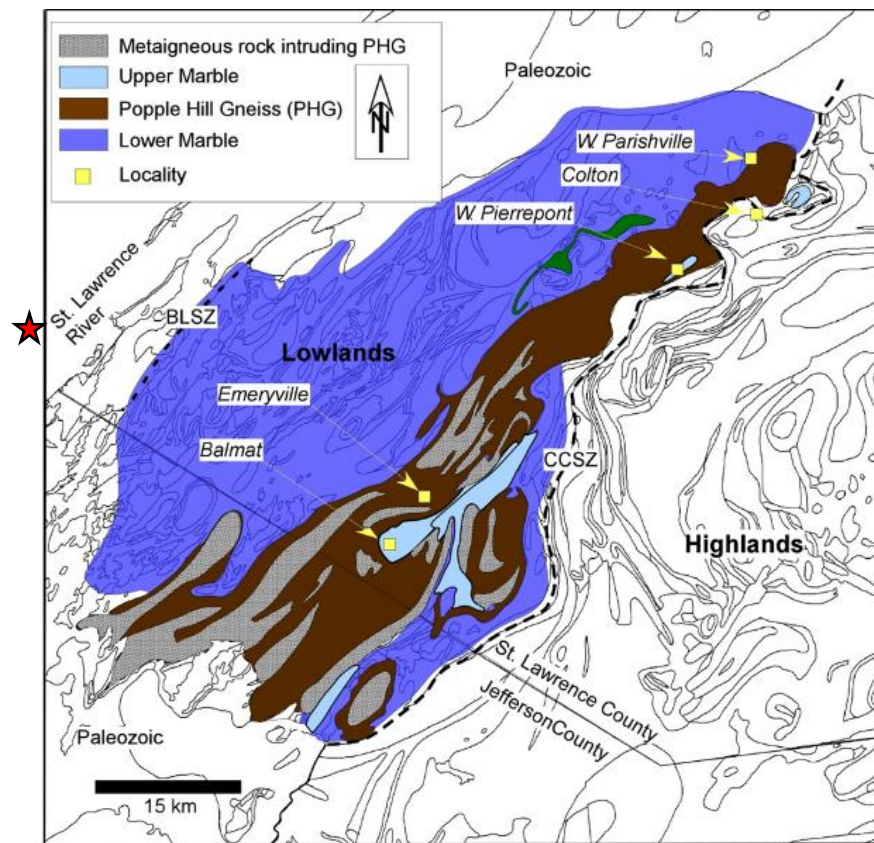 Metaigneous rock intruding PHG
Upper Marble
Popple Hill Gneiss (PHG)
Lower Marble
Locality
N
Paleozoic
W. Parishville
Colton
W. Pierrepont
St. Lawrence
River
BLSZ
Lowlands
Emeryville
Balmat
CCSZ
Highlands
St. Lawrence County
JeffersonCounty
Paleozoic
15 km